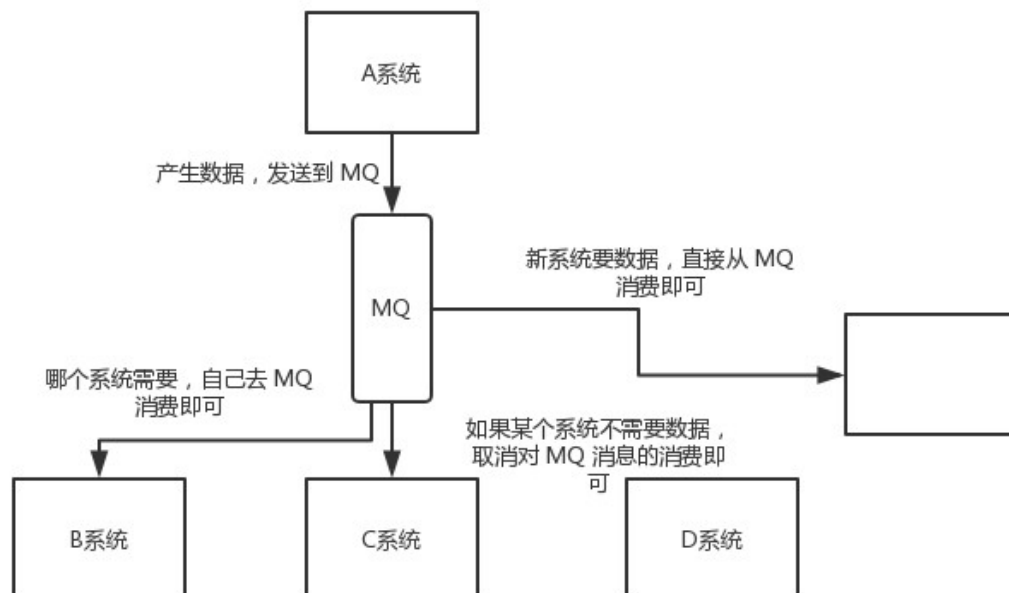 A系统
产生数据，发送到 MQ
MQ
新系统要数据，直接从 MQ
消费即可
哪个系统需要，自己去 MQ
消费即可
如果某个系统不需要数据，
取消对 MQ 消息的消费即
可
B系统
C系统
D系统